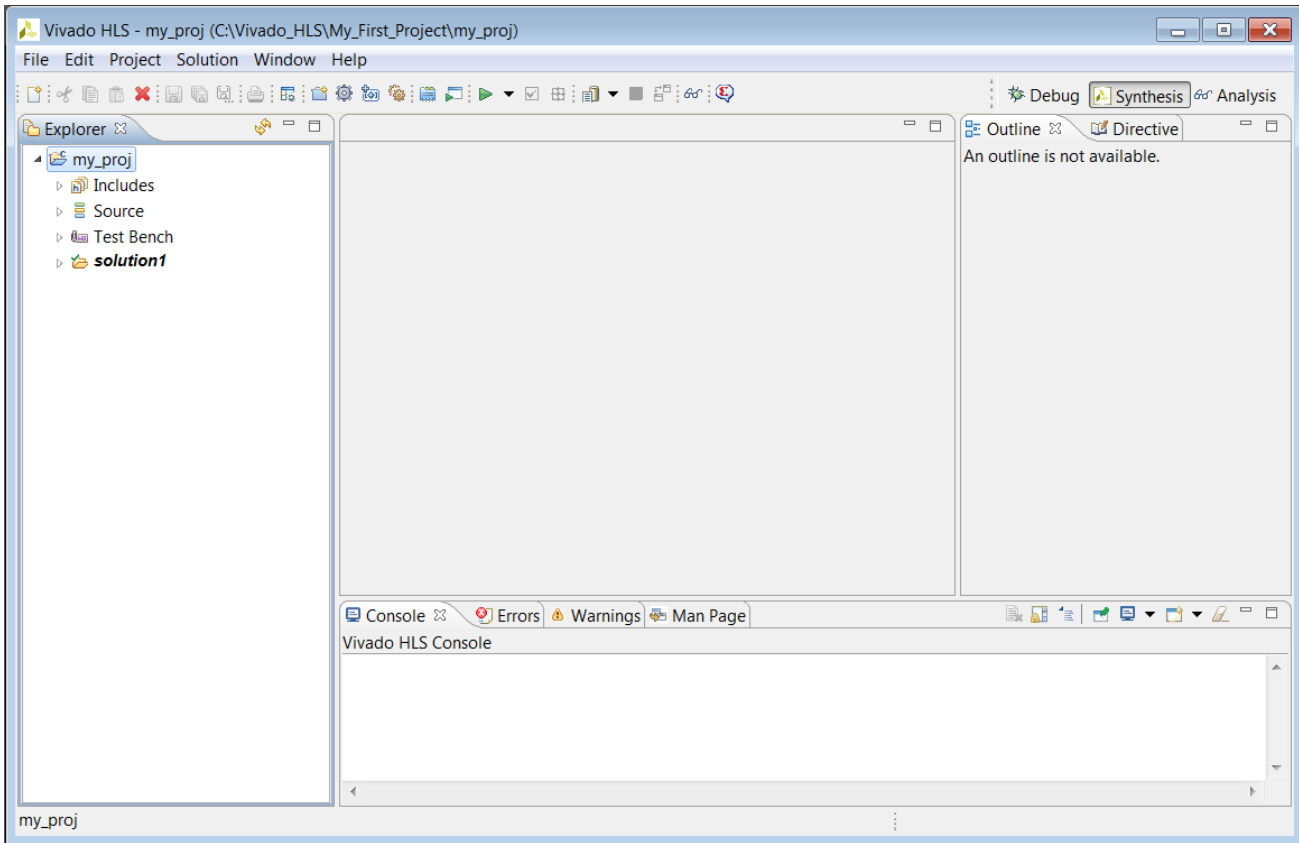 Vivado HLS - my_proj (C:\Vivado_HLS\My_First_Project\my_proj)
File Edit Project Solution Window Help
Debug Synthesis Analysis
Explorer
my_proj
Includes
Source
Test Bench
solution1
Outline Directive
An outline is not available.
Console Errors Warnings Man Page
Vivado HLS Console
my_proj